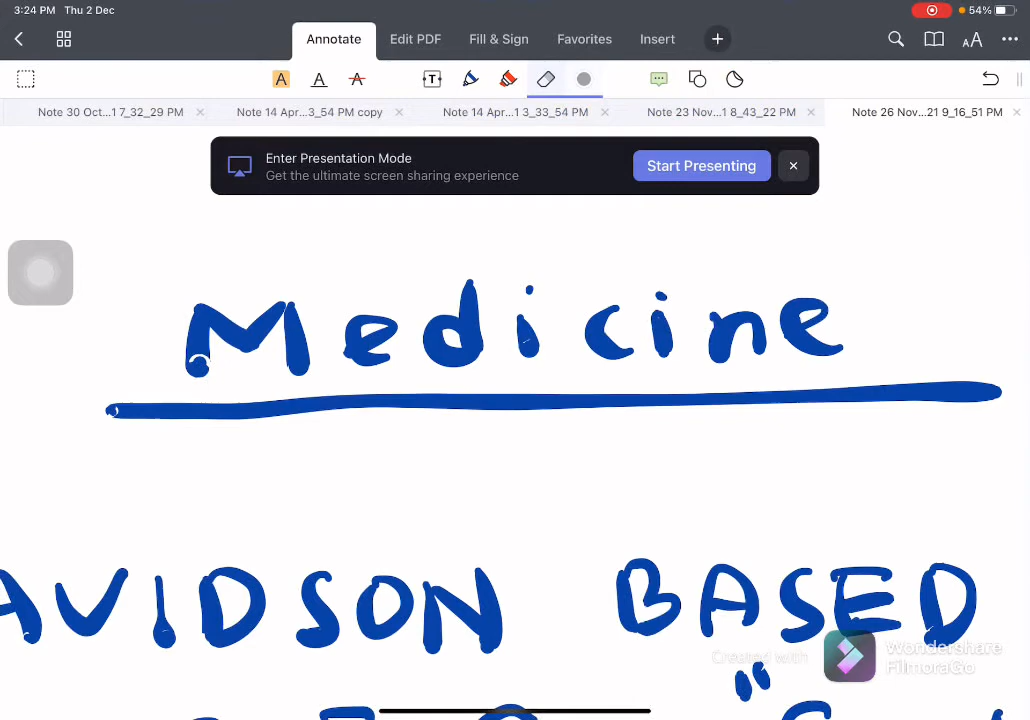 3:24 PM Thu 2 Dec 54%
Annotate Edit PDF Fill & Sign Favorites Insert
A A A T
Note 30 Oct...1 7_32_29 PM Note 14 Apr...3_54 PM copy Note 14 Apr...1 3_33_54 PM Note 23 Nov...1 8_43_22 PM Note 26 Nov...21 9_16_51 PM
Enter Presentation Mode
Get the ultimate screen sharing experience
Start Presenting
Medicine
AVIDSON BASED
Created with Wondershare
FilmoraGo